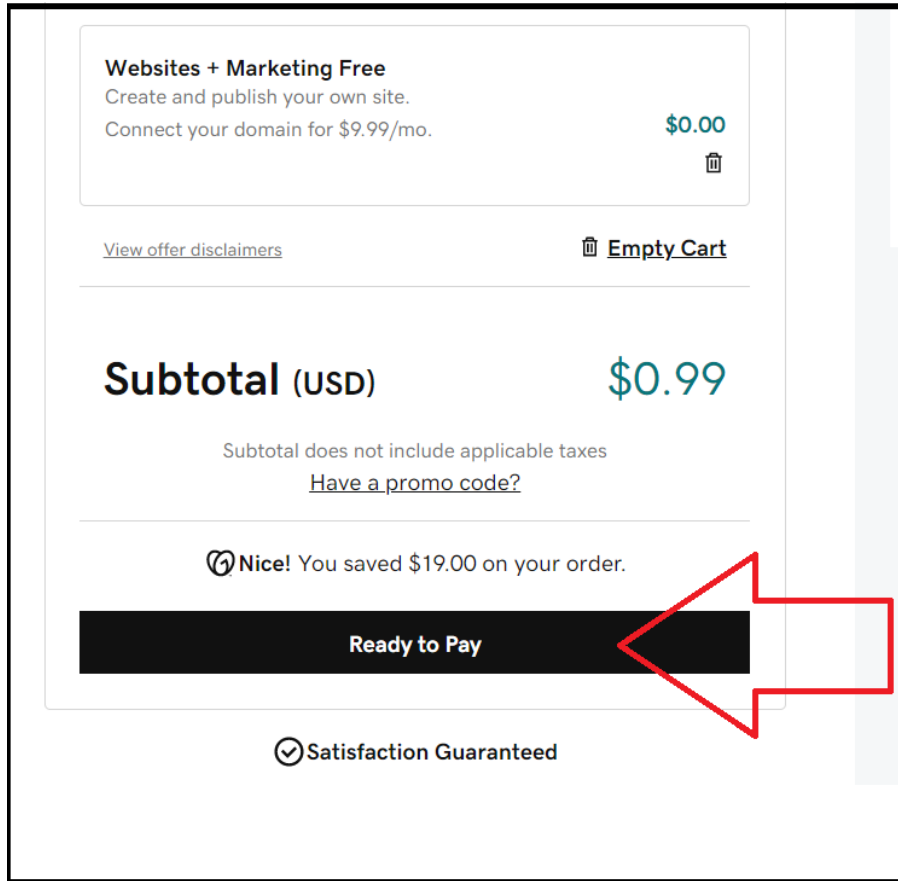 Websites + Marketing Free
Create and publish your own site.
Connect your domain for $9.99/mo.
$0.00
View offer disclaimers
Empty Cart
Subtotal (USD)
$0.99
Subtotal does not include applicable taxes
Have a promo code?
Nice! You saved $19.00 on your order.
Ready to Pay
Satisfaction Guaranteed